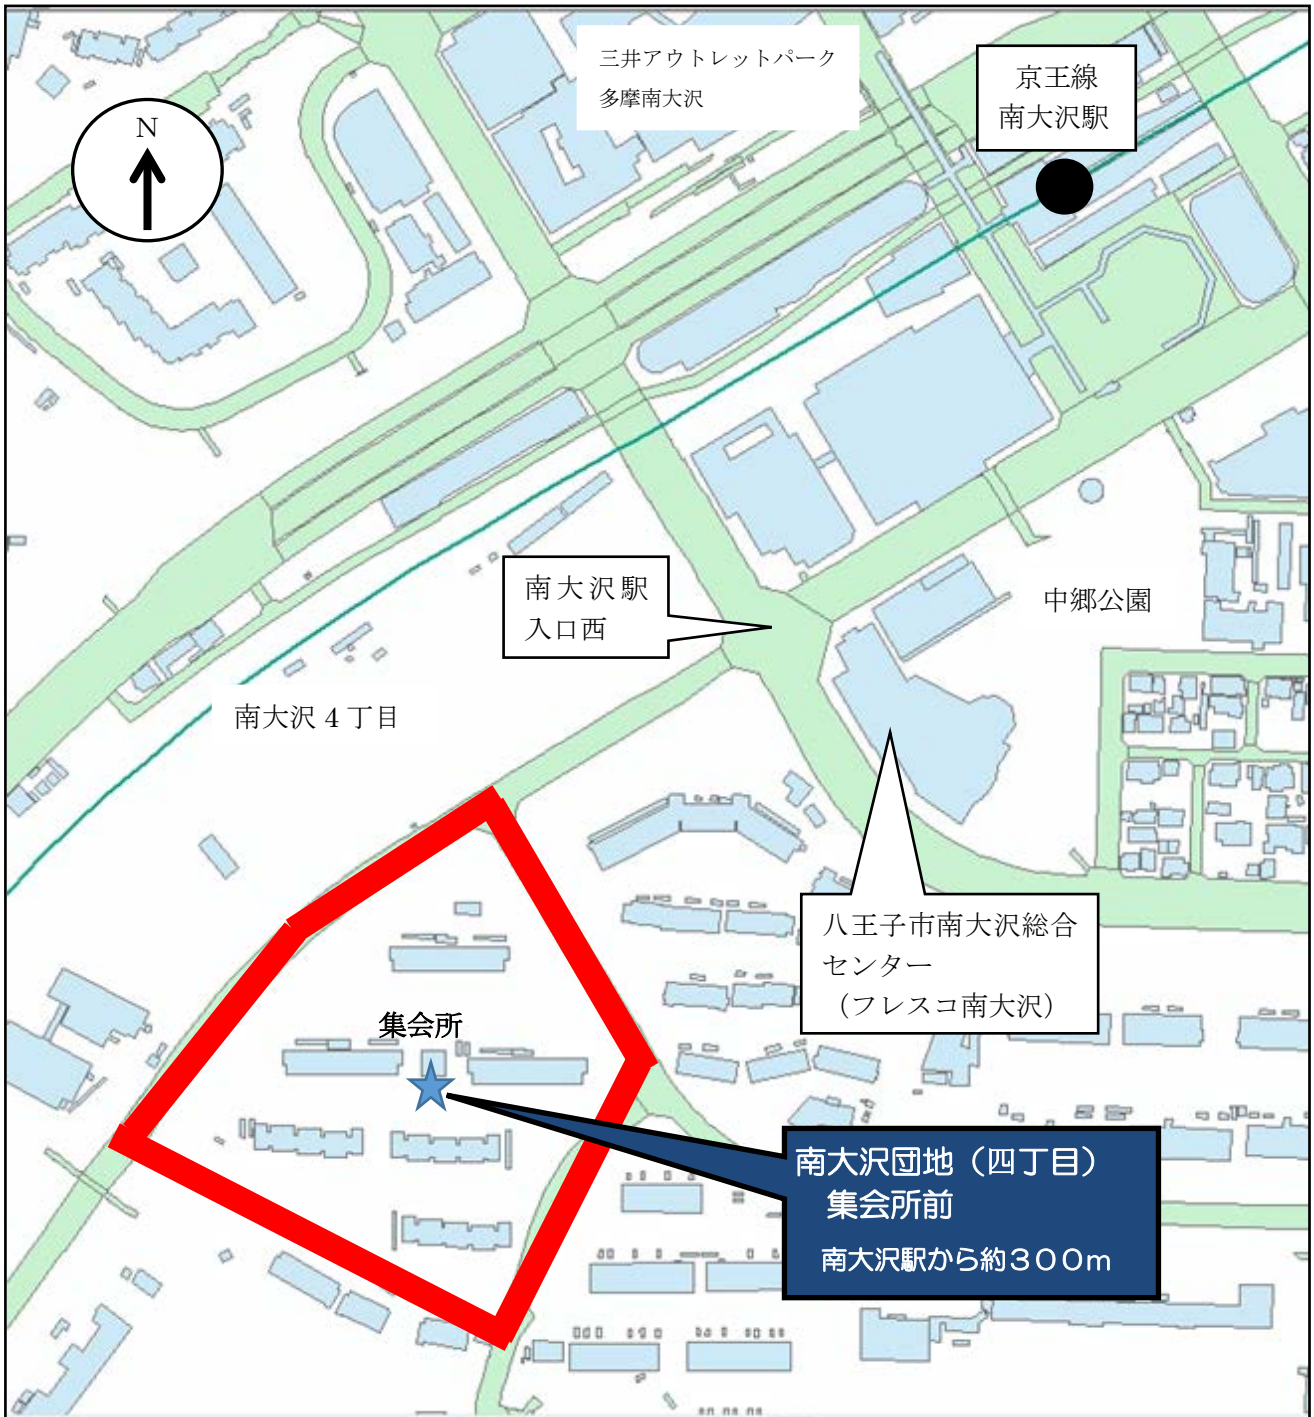 三井アウトレットパーク
多摩南大沢
京王線
南大沢駅
N
南大沢駅
入口西
中郷公園
南大沢4丁目
八王子市南大沢総合
センター
（フレスコ南大沢）
集会所
南大沢団地（四丁目）
集会所前
南大沢駅から約３００ｍ